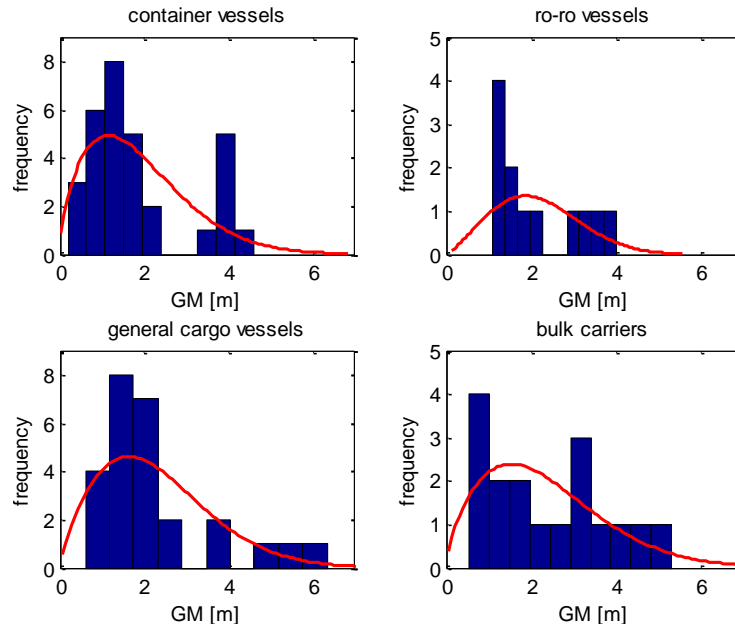 container vessels
8
6
4
2
0
frequency
0 2 4 6
GM [m]
ro-ro vessels
5
4
3
2
1
0
frequency
0 2 4 6
GM [m]
general cargo vessels
8
6
4
2
0
frequency
0 2 4 6
GM [m]
bulk carriers
5
4
3
2
1
0
frequency
0 2 4 6
GM [m]